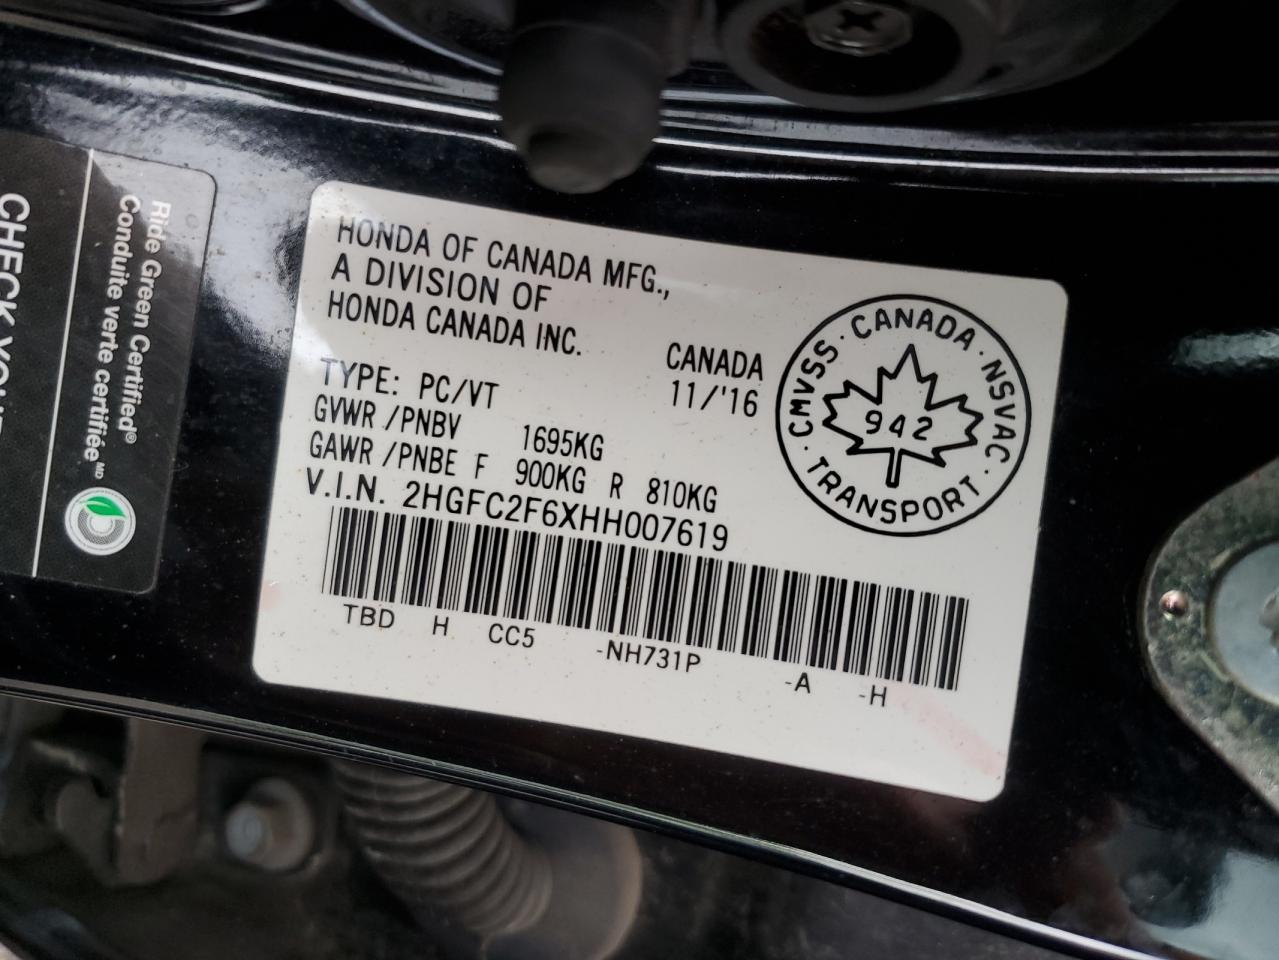 HONDA OF CANADA MFG.,
A DIVISION OF
HONDA CANADA INC.
CANADA
11/'16
TYPE: PC/VT
GVWR /PNBV 1695KG
GAWR /PNBE F 900KG R 810KG
V.I.N. 2HGFC2F6XHH007619
TBD H CC5 -NH731P -A -H
CMVSS · CANADA · NSVAC · TRANSPORT ·
942
Ride Green Certified®
Conduite verte certifiée MD
CHECK